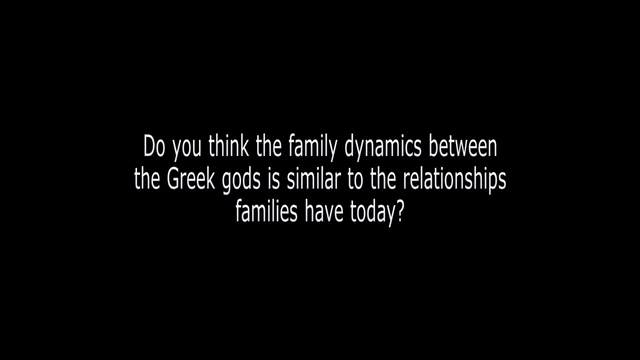 Do you think the family dynamics between
the Greek gods is similar to the relationships
families have today?